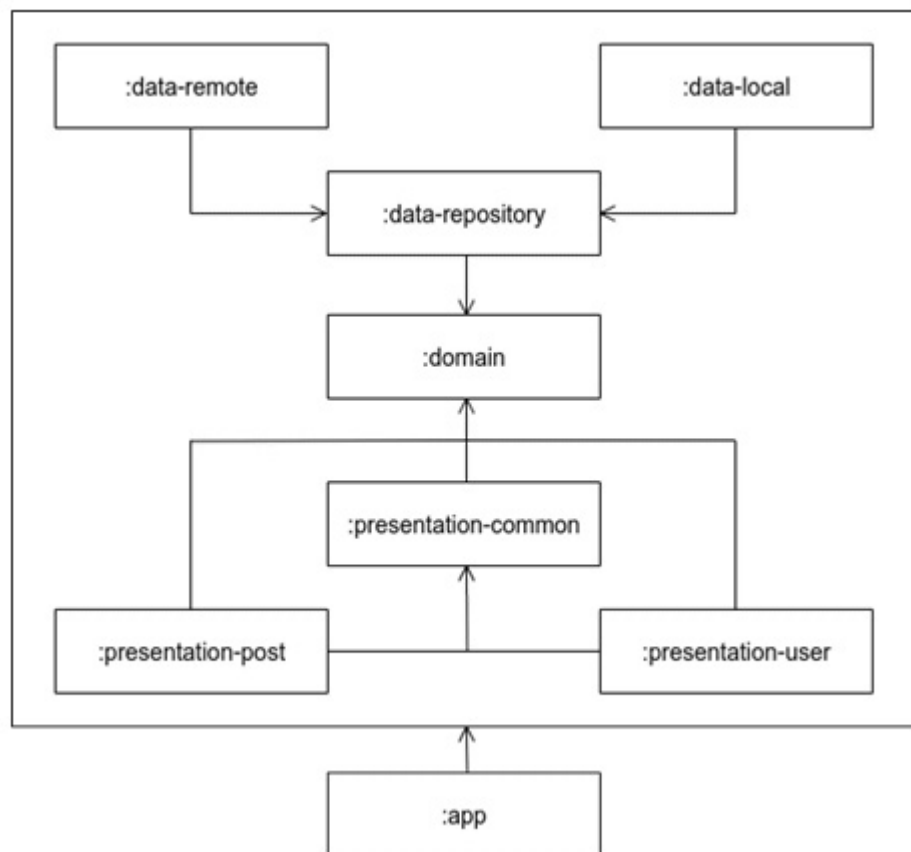 :data-remote
:data-local
:data-repository
:domain
:presentation-common
:presentation-post
:presentation-user
:app